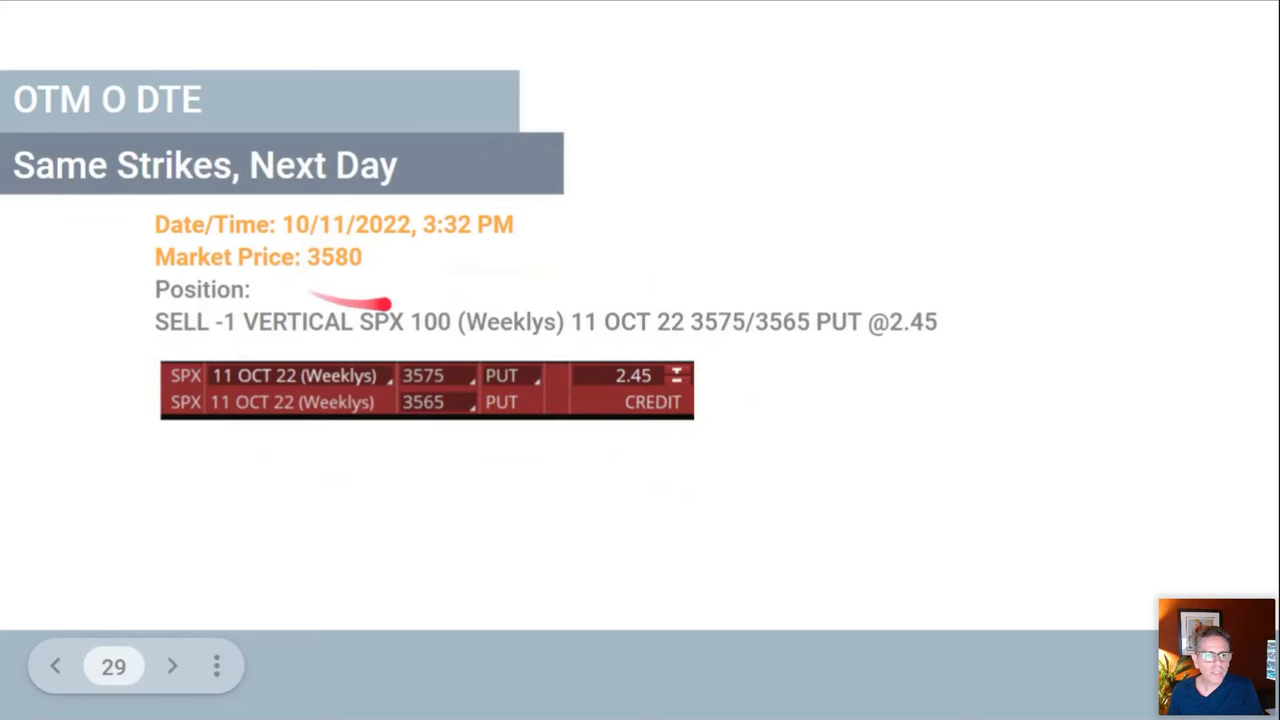 OTM O DTE
Same Strikes, Next Day
Date/Time: 10/11/2022, 3:32 PM
Market Price: 3580
Position:
SELL -1 VERTICAL SPX 100 (Weeklys) 11 OCT 22 3575/3565 PUT @2.45
SPX 11 OCT 22 (Weeklys) 3575 PUT 2.45
SPX 11 OCT 22 (Weeklys) 3565 PUT CREDIT
29